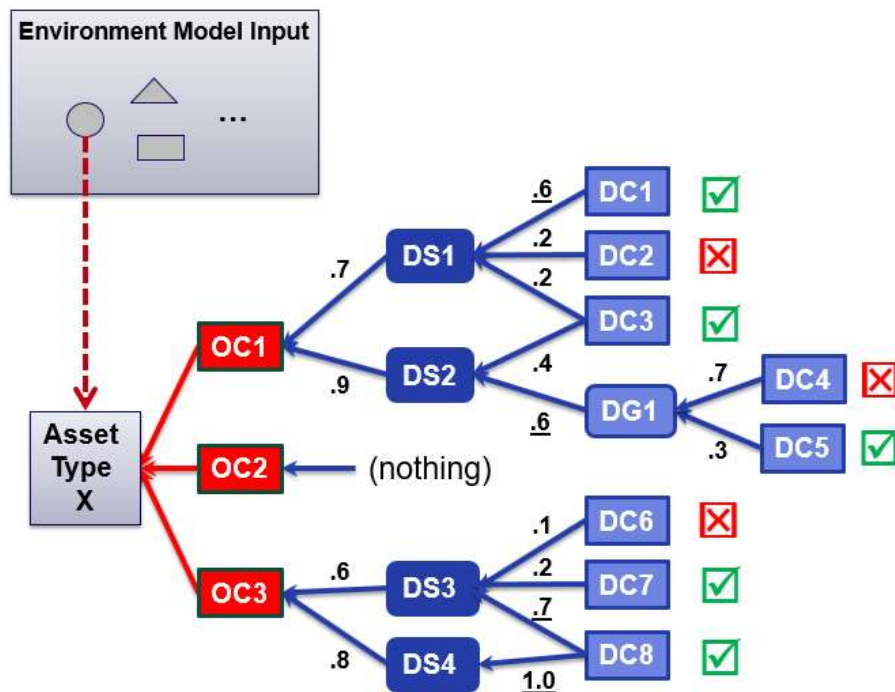 Environment Model Input
...
.6
DC1
.7
DS1
.2
DC2
.2
DC3
OC1
DS2
.4
.9
.6
DG1
.7
DC4
.3
DC5
Asset
Type
X
OC2
(nothing)
.1
DC6
OC3
.6
DS3
.2
DC7
.7
.8
DS4
DC8
1.0